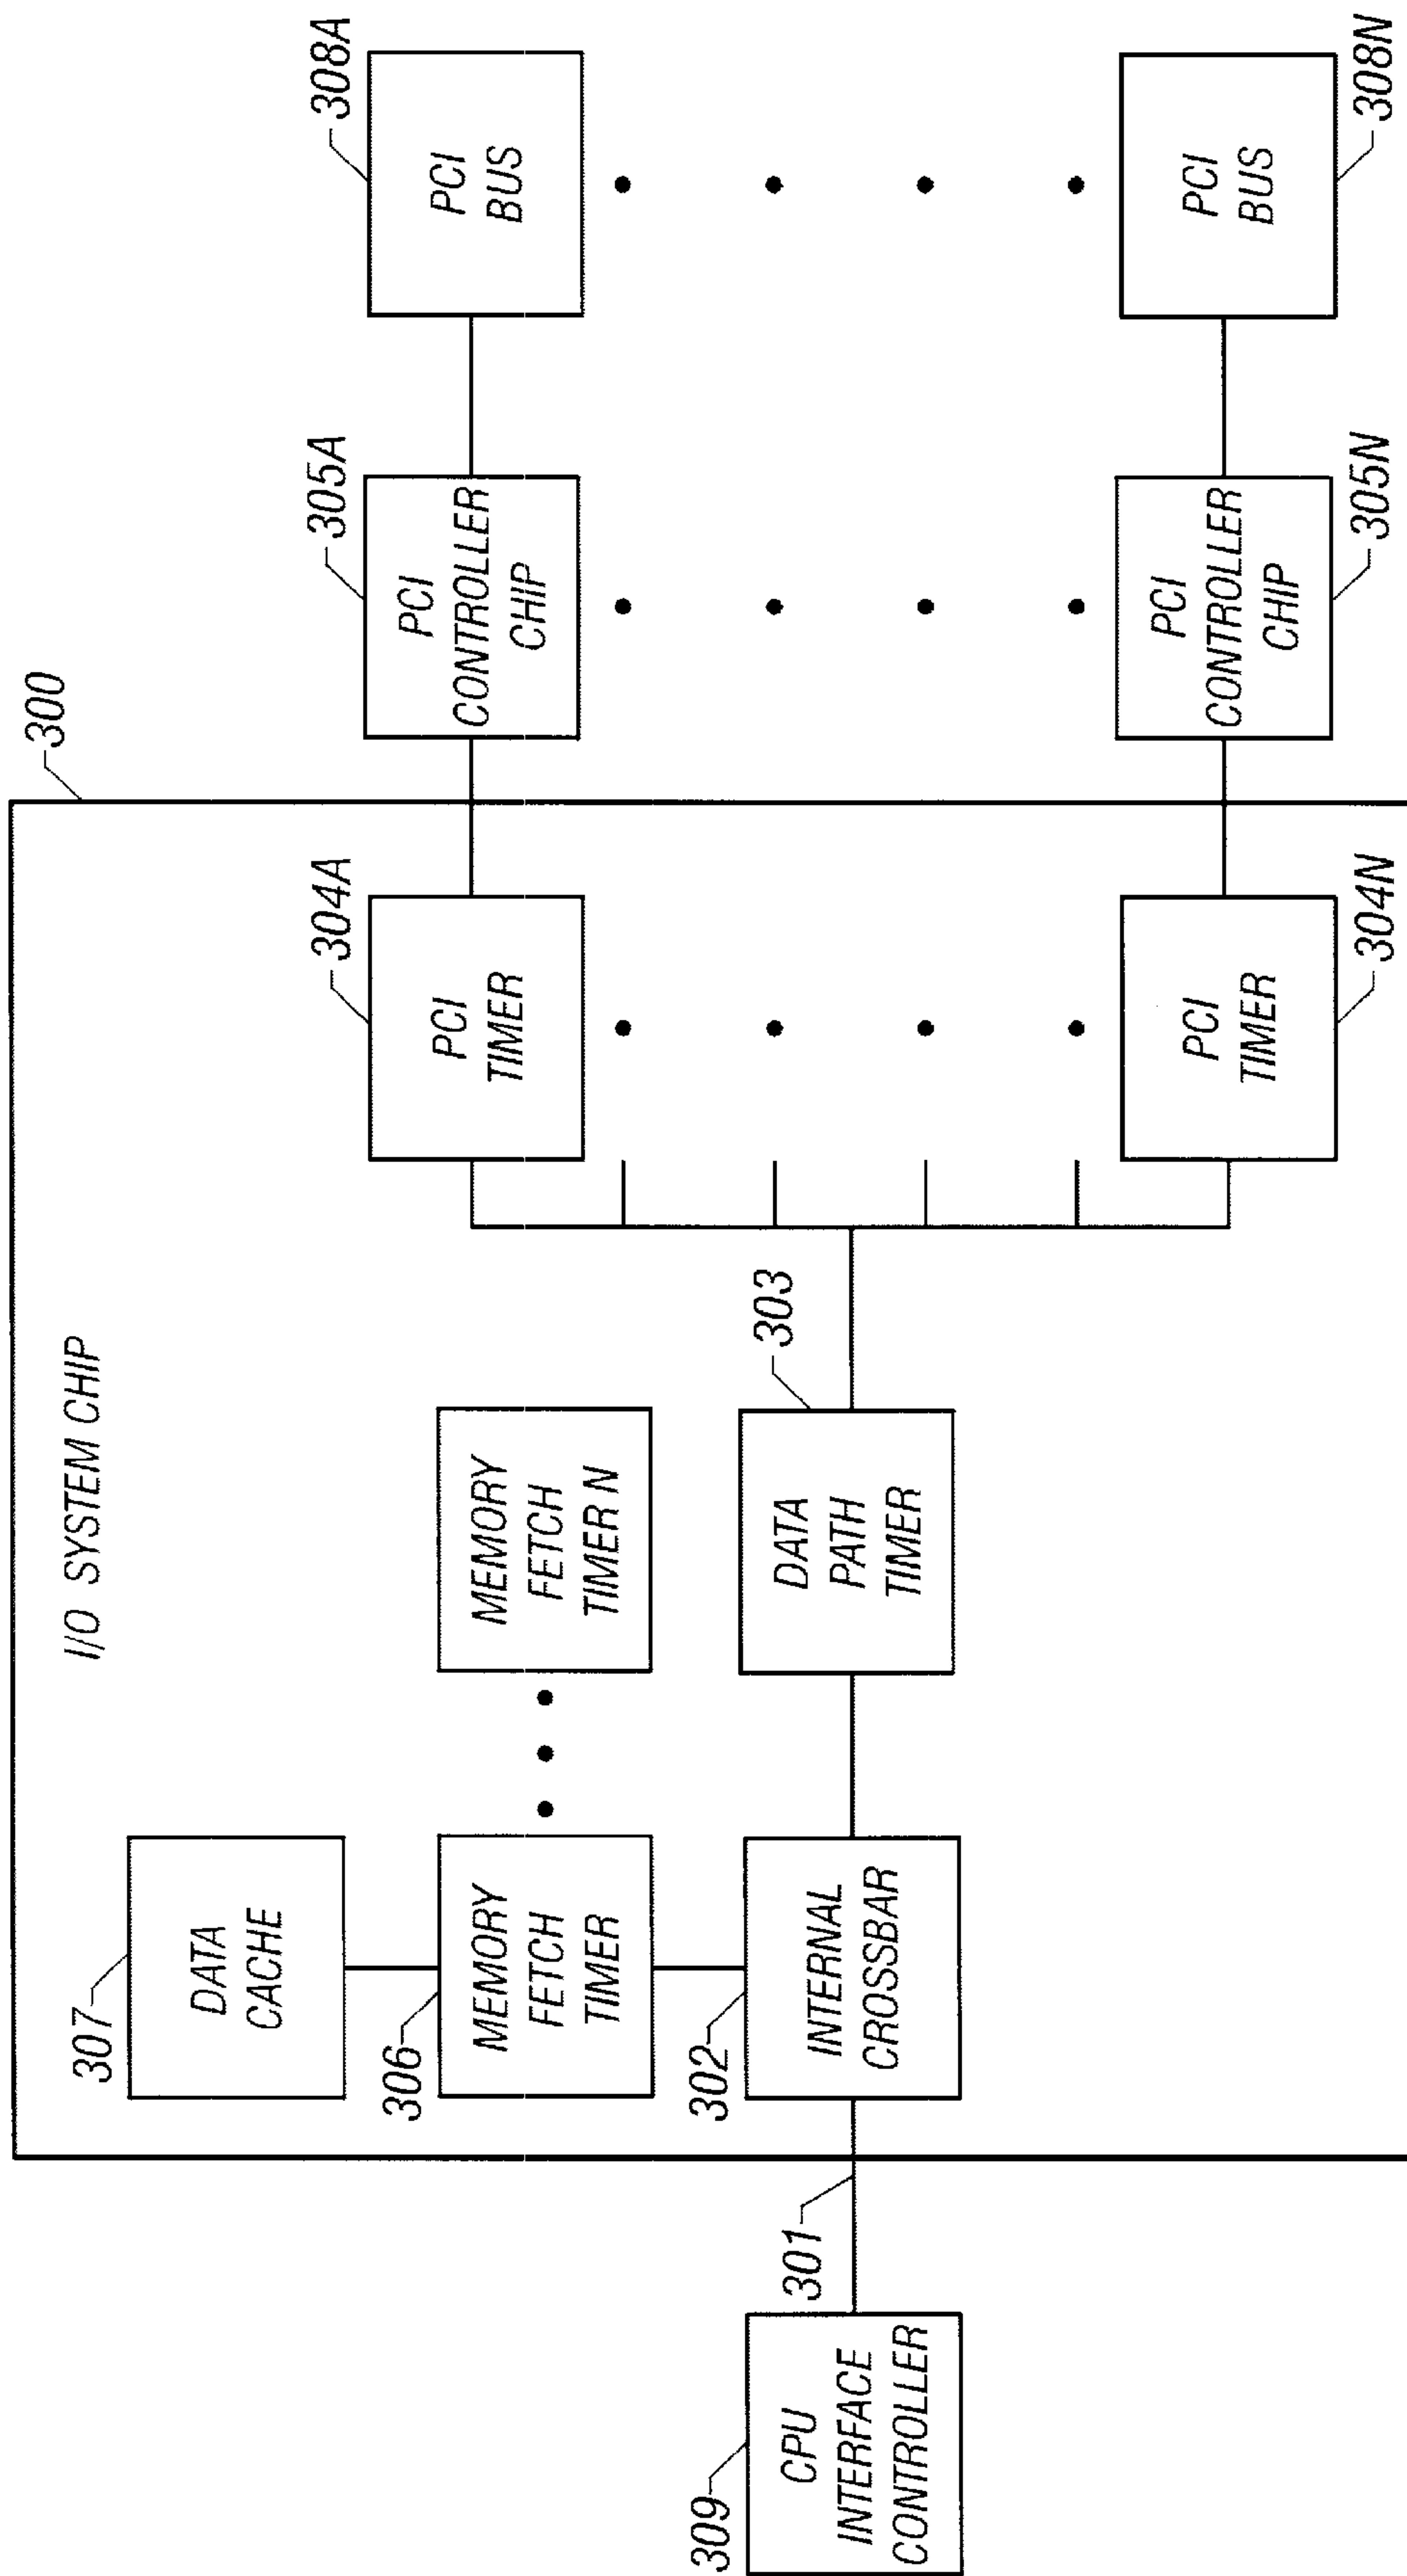 I/O SYSTEM CHIP
300
307
DATA
CACHE
306
MEMORY
FETCH
TIMER
MEMORY
FETCH
TIMER N
309
CPU
INTERFACE
CONTROLLER
301
302
INTERNAL
CROSSBAR
303
DATA
PATH
TIMER
304A
PCI
TIMER
305A
PCI
CONTROLLER
CHIP
308A
PCI
BUS
304N
PCI
TIMER
305N
PCI
CONTROLLER
CHIP
308N
PCI
BUS